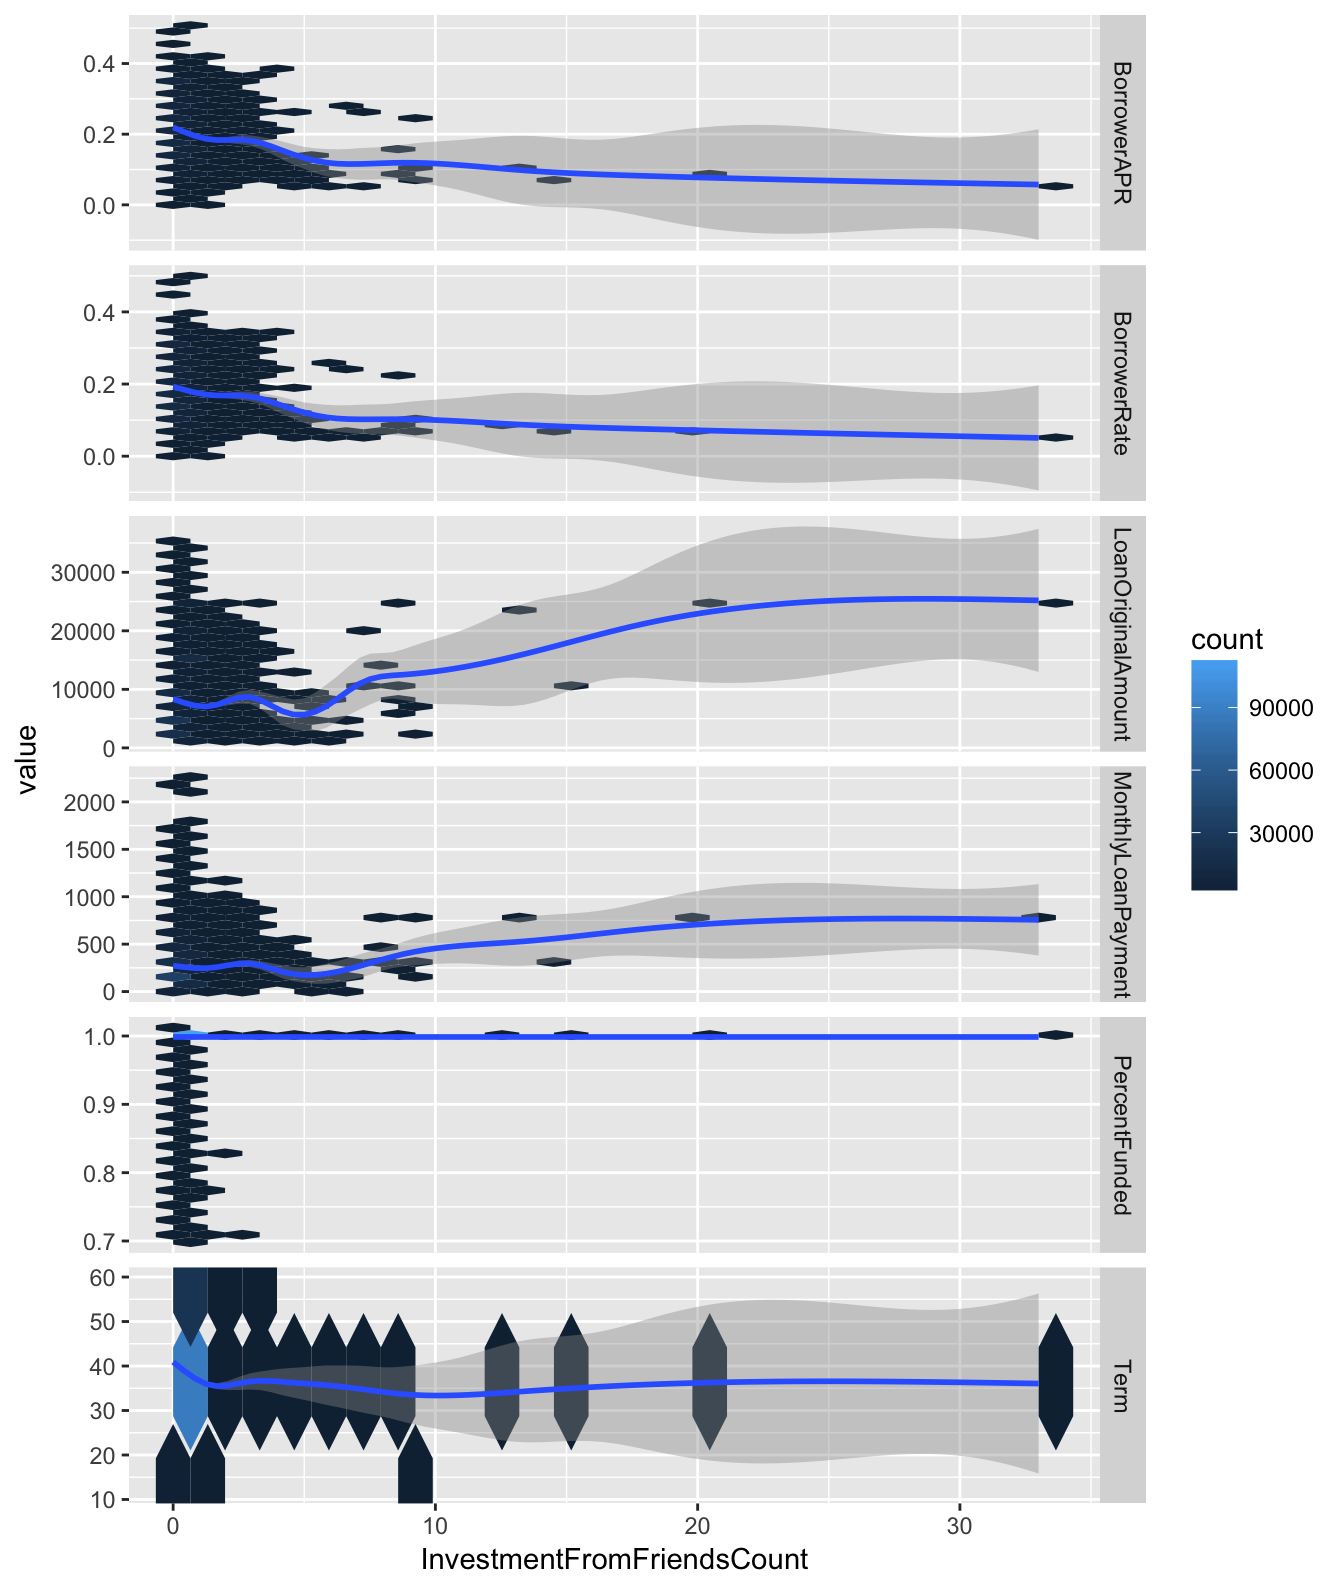 0.4
0.2
0.0
BorrowerAPR
0.4
0.2
0.0
BorrowerRate
30000
20000
10000
0
LoanOriginalAmount
2000
1500
1000
500
0
MonthlyLoanPayment
1.0
0.9
0.8
0.7
PercentFunded
60
50
40
30
20
10
Term
0 10 20 30
InvestmentFromFriendsCount
value
count
90000
60000
30000